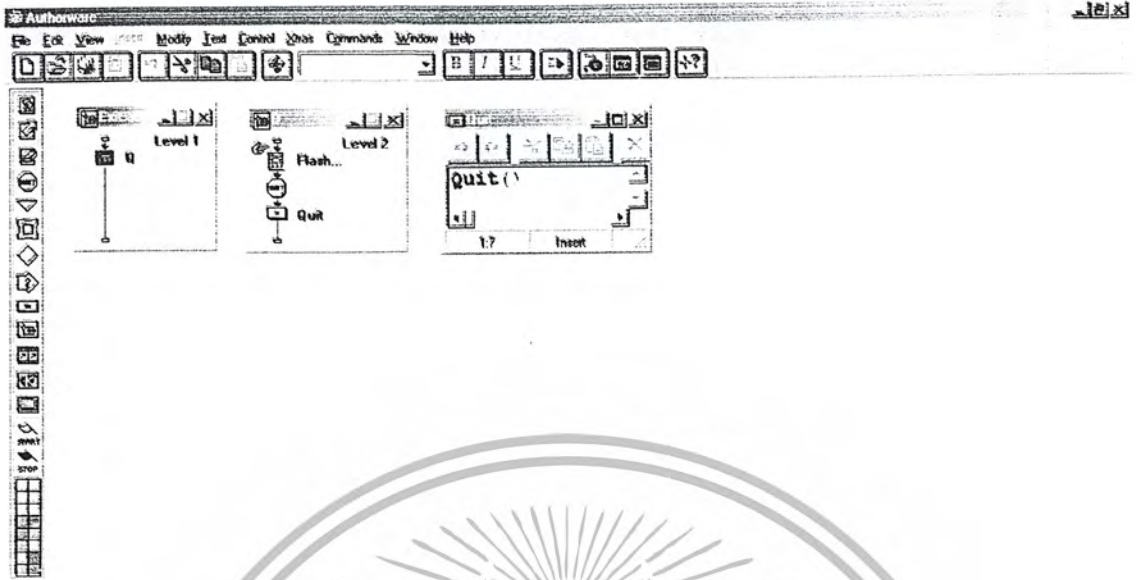 Authorware
File Edit View Modify Text Control Xtras Commands Window Help
B I U
Level 1
Q
Level 2
Flash...
Quit
Quit()
1:7 Insert
START
STOP